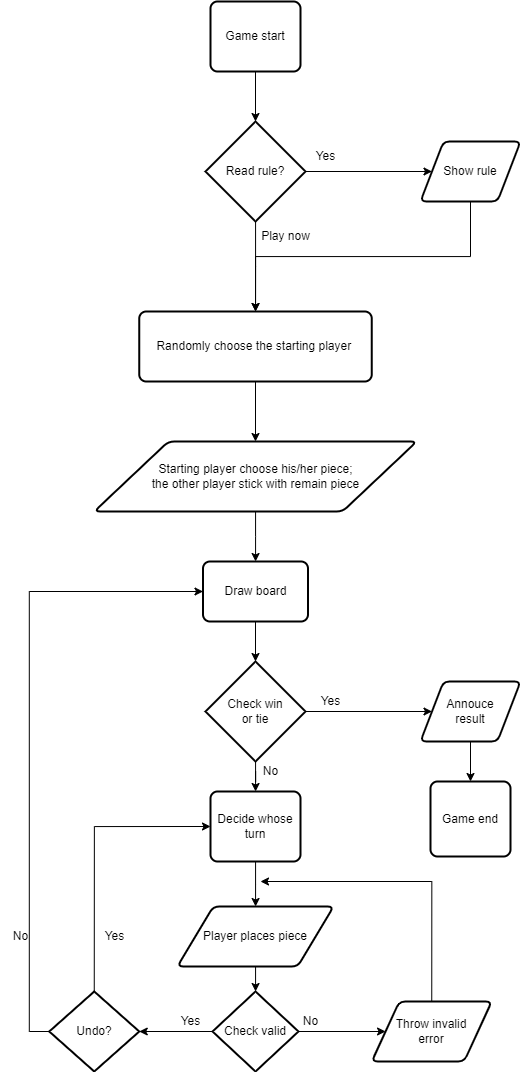 Game start
Read rule?
Yes
Show rule
Play now
Randomly choose the starting player
Starting player choose his/her piece;
the other player stick with remain piece
Draw board
Check win
or tie
Yes
Annouce
result
No
Game end
Decide whose
turn
No
Yes
Player places piece
Undo?
Yes
Check valid
No
Throw invalid
error